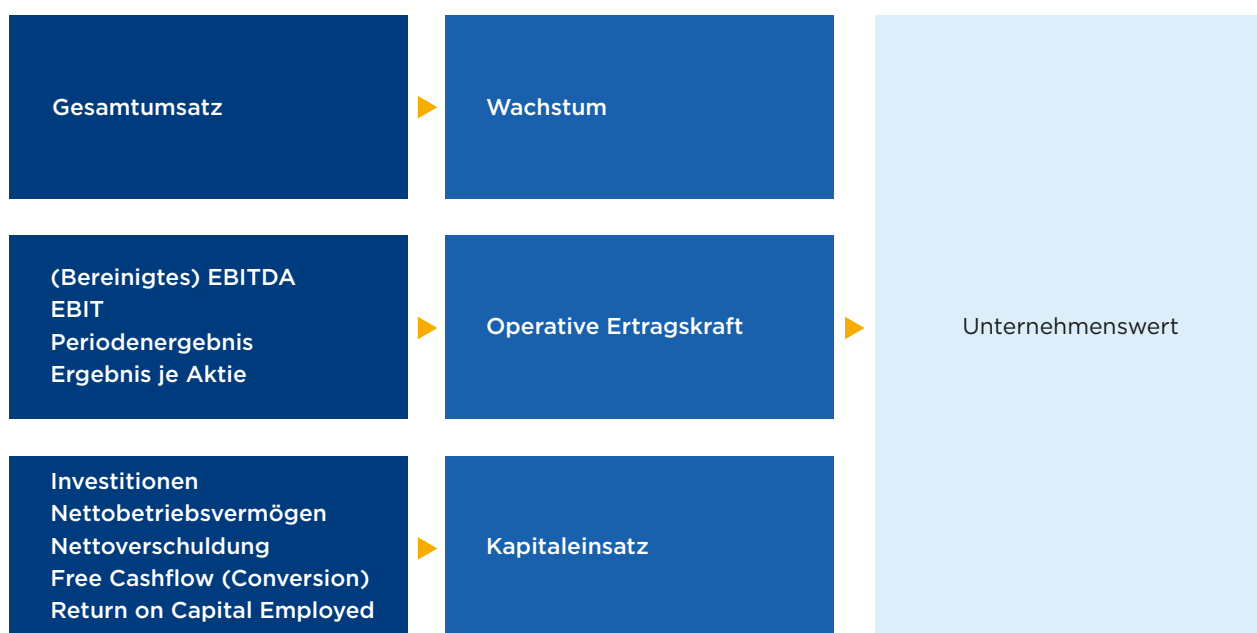 Gesamtumsatz
Wachstum
(Bereinigtes) EBITDA
EBIT
Periodenergebnis
Ergebnis je Aktie
Operative Ertragskraft
Unternehmenswert
Investitionen
Nettobetriebsvermögen
Nettoverschuldung
Free Cashflow (Conversion)
Return on Capital Employed
Kapitaleinsatz